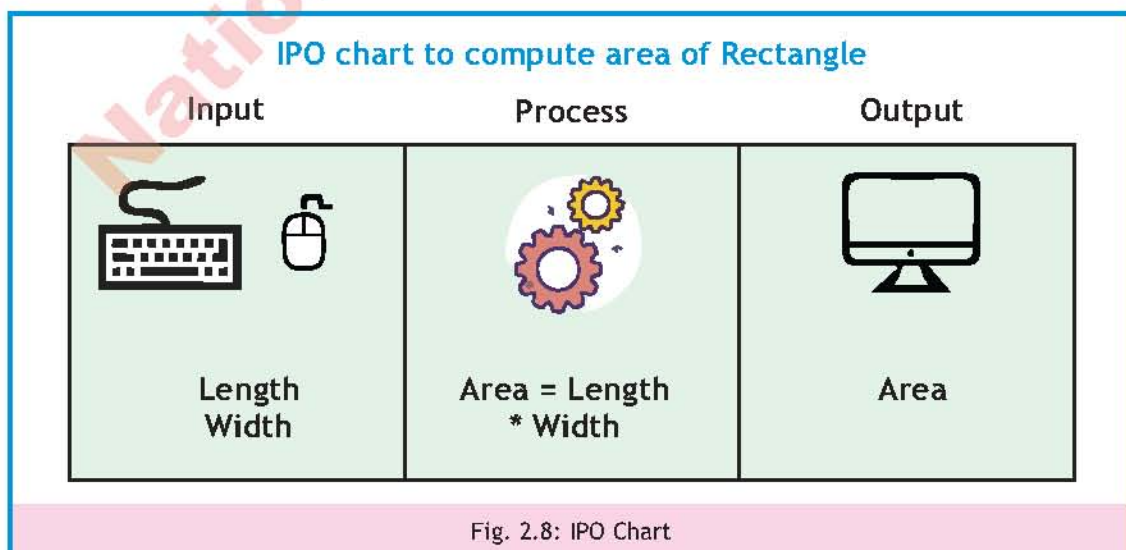 Natio
IPO chart to compute area of Rectangle
Input Process Output
Length
Width
Area = Length
* Width
Area
Fig. 2.8: IPO Chart